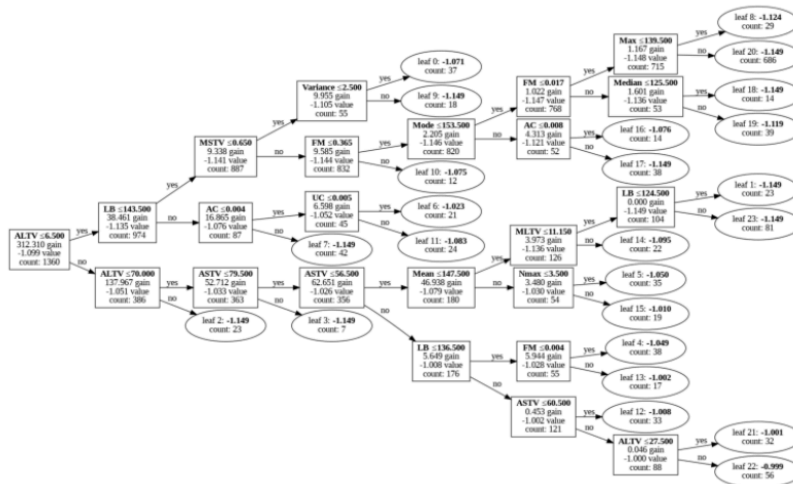 leaf 8: -1.124
count: 29
Max ≤139.500
1.167 gain
-1.148 value
count: 715
yes
no
leaf 20: -1.149
count: 686
leaf 0: -1.071
count: 37
Variance ≤2.500
9.955 gain
-1.105 value
count: 55
yes
no
leaf 9: -1.149
count: 18
FM ≤0.017
1.022 gain
-1.147 value
count: 768
yes
no
Median ≤125.500
1.601 gain
-1.136 value
count: 53
yes
no
leaf 18: -1.149
count: 14
leaf 19: -1.119
count: 39
MSTV ≤0.650
9.338 gain
-1.141 value
count: 887
yes
no
FM ≤0.365
9.585 gain
-1.144 value
count: 832
yes
no
Mode ≤153.500
2.205 gain
-1.146 value
count: 820
yes
no
AC ≤0.008
4.313 gain
-1.121 value
count: 52
yes
no
leaf 16: -1.076
count: 14
leaf 17: -1.149
count: 38
leaf 10: -1.075
count: 12
LB ≤143.500
38.461 gain
-1.135 value
count: 974
yes
no
AC ≤0.004
16.865 gain
-1.076 value
count: 87
yes
no
UC ≤0.005
6.598 gain
-1.052 value
count: 45
yes
no
leaf 6: -1.023
count: 21
leaf 11: -1.083
count: 24
leaf 7: -1.149
count: 42
LB ≤124.500
0.000 gain
-1.149 value
count: 104
yes
no
leaf 1: -1.149
count: 23
leaf 23: -1.149
count: 81
MLTV ≤11.150
3.973 gain
-1.136 value
count: 126
yes
no
leaf 14: -1.095
count: 22
ALTV ≤6.500
312.310 gain
-1.099 value
count: 1360
yes
no
ALTV ≤70.000
137.967 gain
-1.051 value
count: 386
yes
no
ASTV ≤79.500
52.712 gain
-1.033 value
count: 363
yes
no
ASTV ≤56.500
62.651 gain
-1.026 value
count: 356
yes
no
Mean ≤147.500
46.938 gain
-1.079 value
count: 180
yes
no
Nmax ≤3.500
3.480 gain
-1.030 value
count: 54
yes
no
leaf 5: -1.050
count: 35
leaf 15: -1.010
count: 19
leaf 2: -1.149
count: 23
leaf 3: -1.149
count: 7
LB ≤136.500
5.649 gain
-1.008 value
count: 176
yes
no
FM ≤0.004
5.944 gain
-1.028 value
count: 55
yes
no
leaf 4: -1.049
count: 38
leaf 13: -1.002
count: 17
ASTV ≤60.500
0.453 gain
-1.002 value
count: 121
yes
no
leaf 12: -1.008
count: 33
ALTV ≤27.500
0.046 gain
-1.000 value
count: 88
yes
no
leaf 21: -1.001
count: 32
leaf 22: -0.999
count: 56